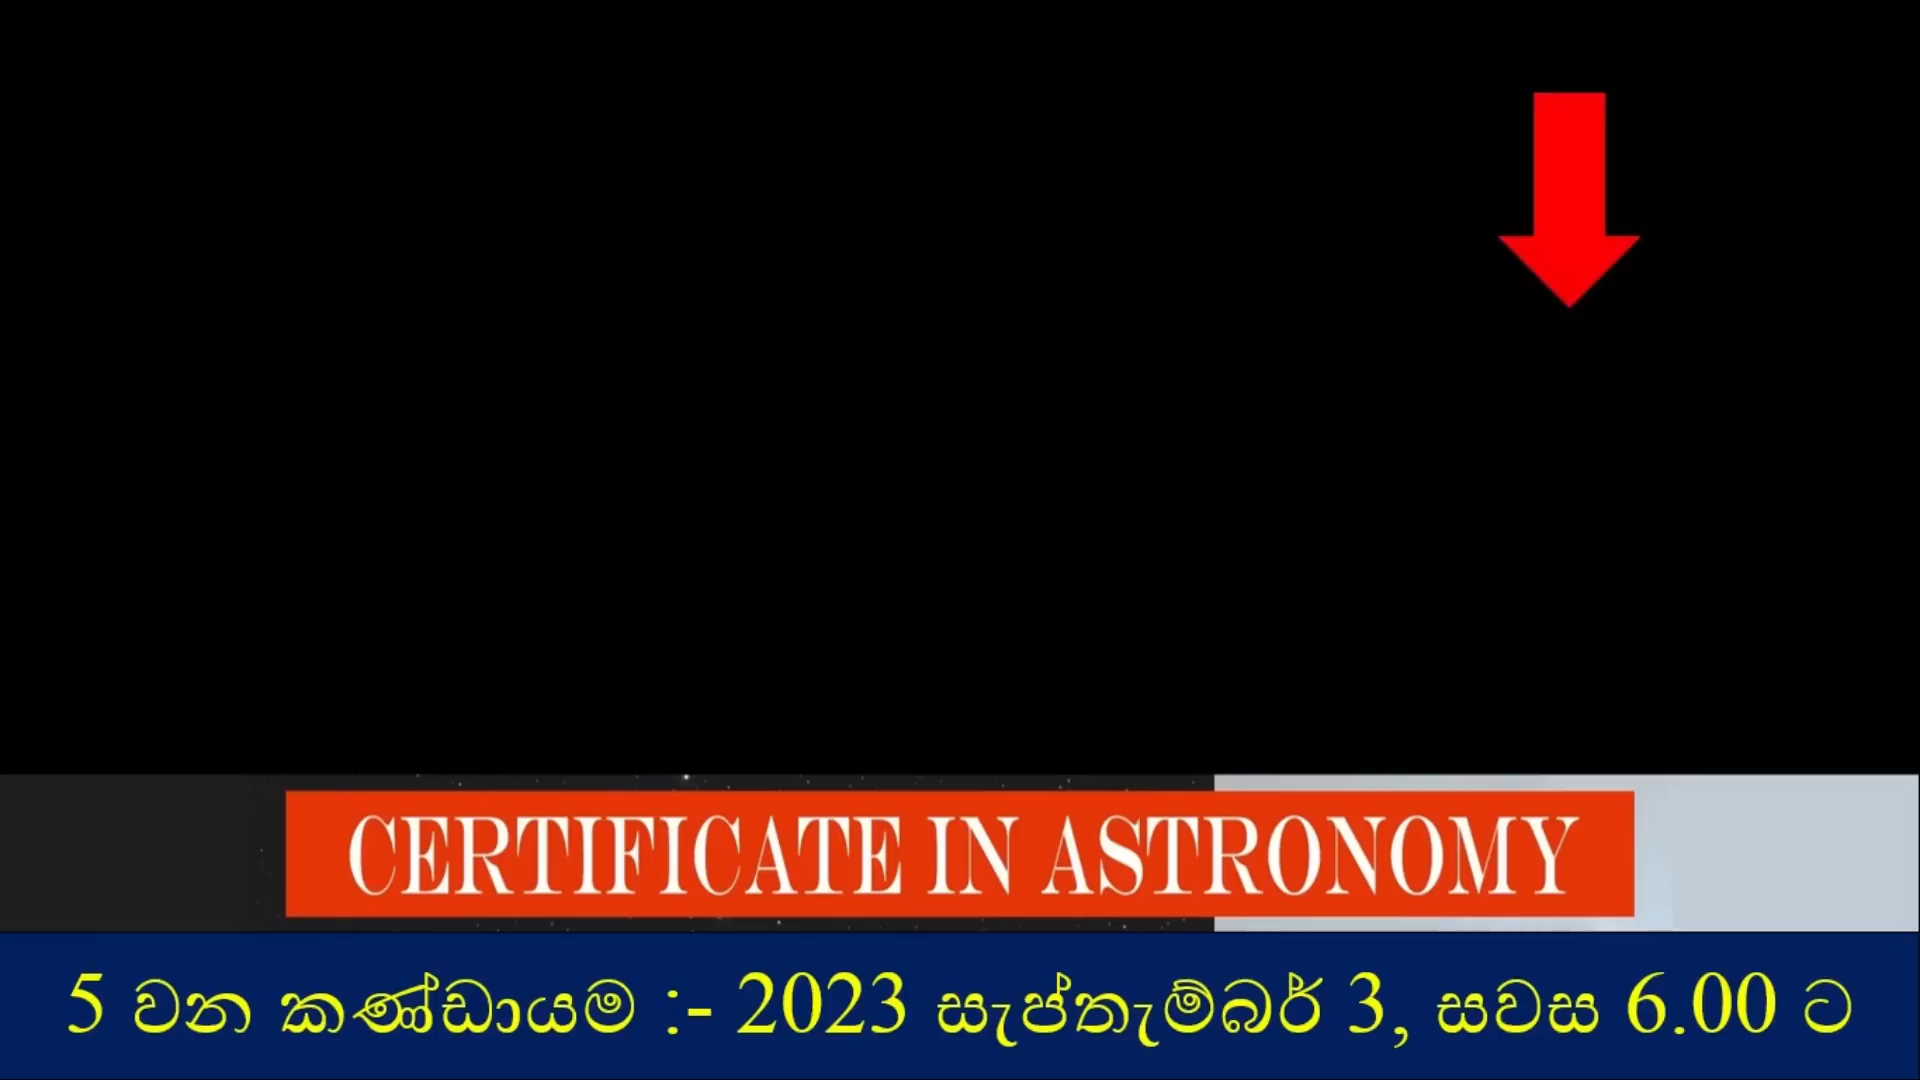 CERTIFICATE IN ASTRONOMY
5 වන කණ්ඩායම :- 2023 සැප්තැම්බර් 3, සවස 6.00 ට